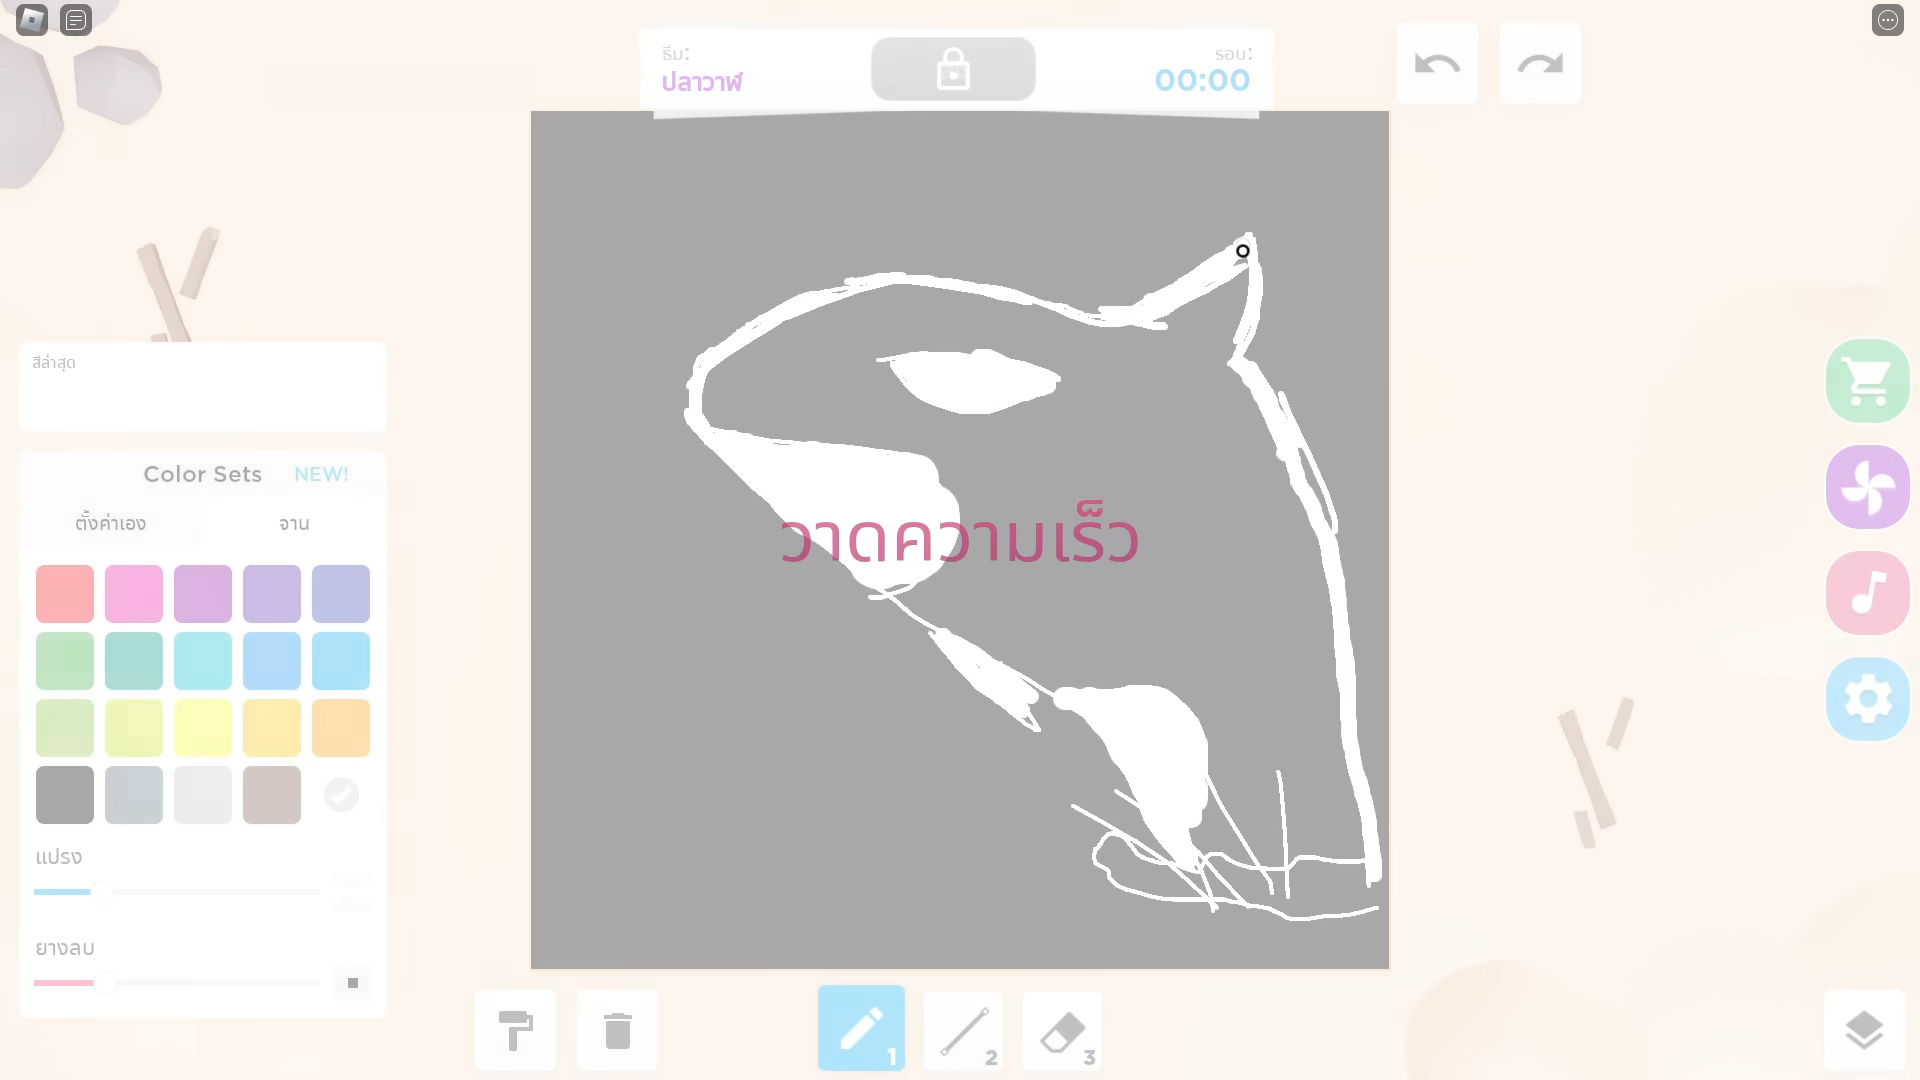 ธีม:
ปลาวาฬ
รอบ:
00:00
สีล่าสุด
Color Sets NEW!
ตั้งค่าเอง จาน
วาดความเร็ว
แปรง
ยางลบ
1 2 3